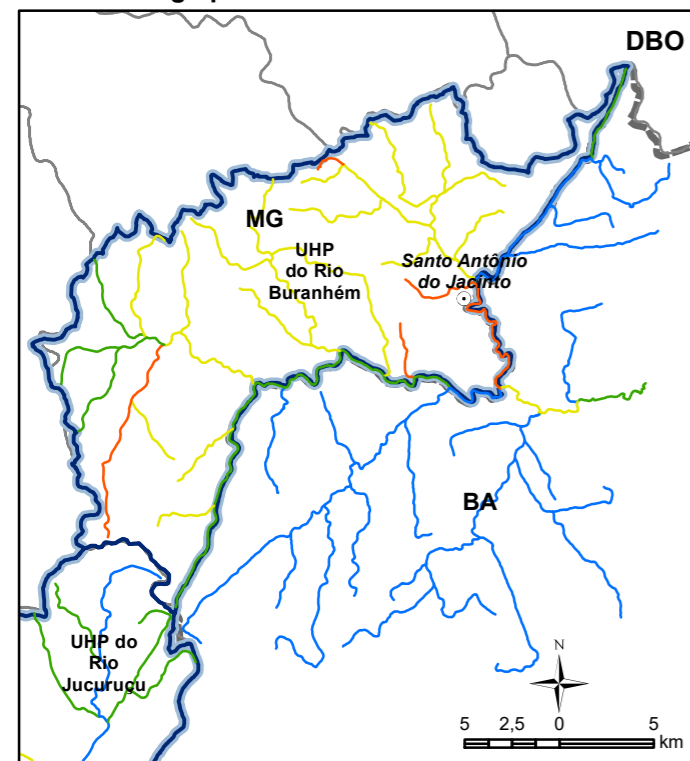 DBO
MG
UHP
do Rio
Buranhém
Santo Antônio
do Jacinto
BA
UHP do
Rio
Jucuruçu
N
5 2,5 0 5
km